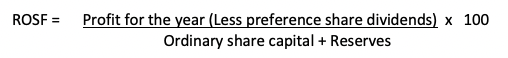 ROSF = Profit for the year (Less preference share dividends) x 100
Ordinary share capital + Reserves